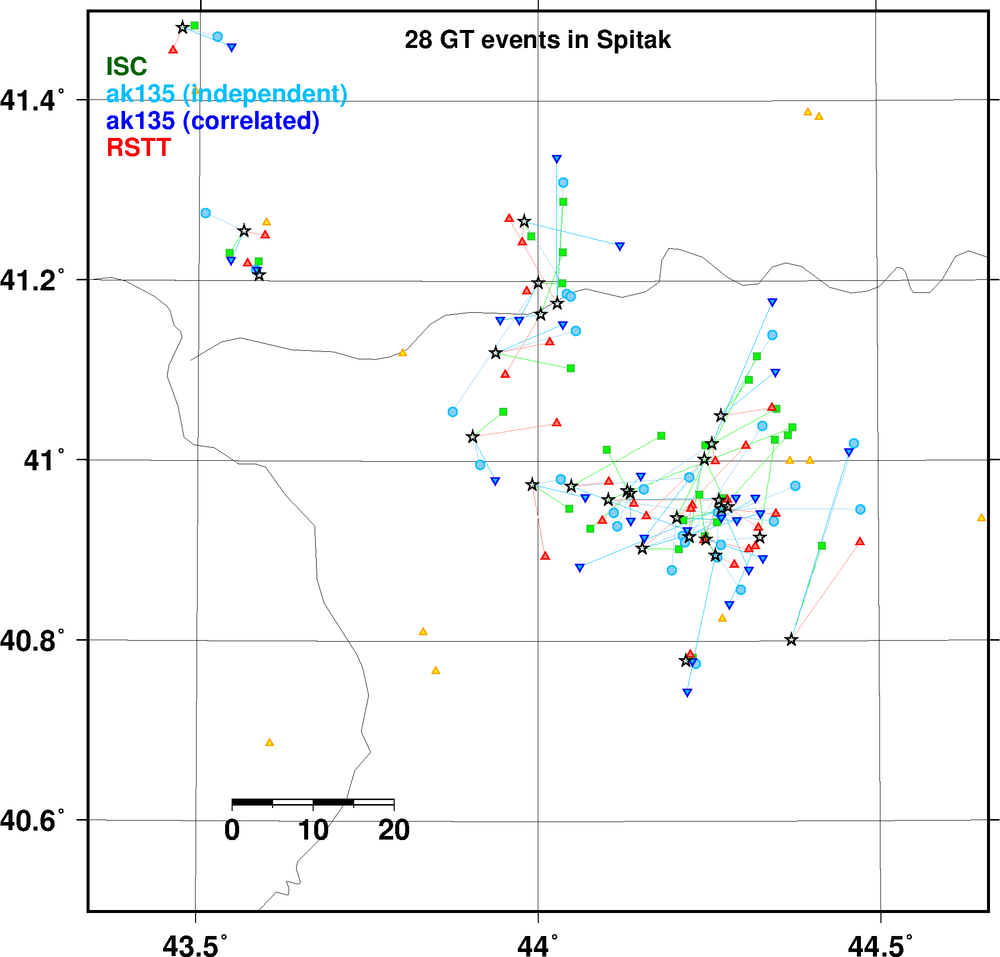 28 GT events in Spitak
ISC
ak135 (independent)
ak135 (correlated)
RSTT
41.4°
41.2°
41°
40.8°
40.6°
0 10 20
43.5° 44° 44.5°